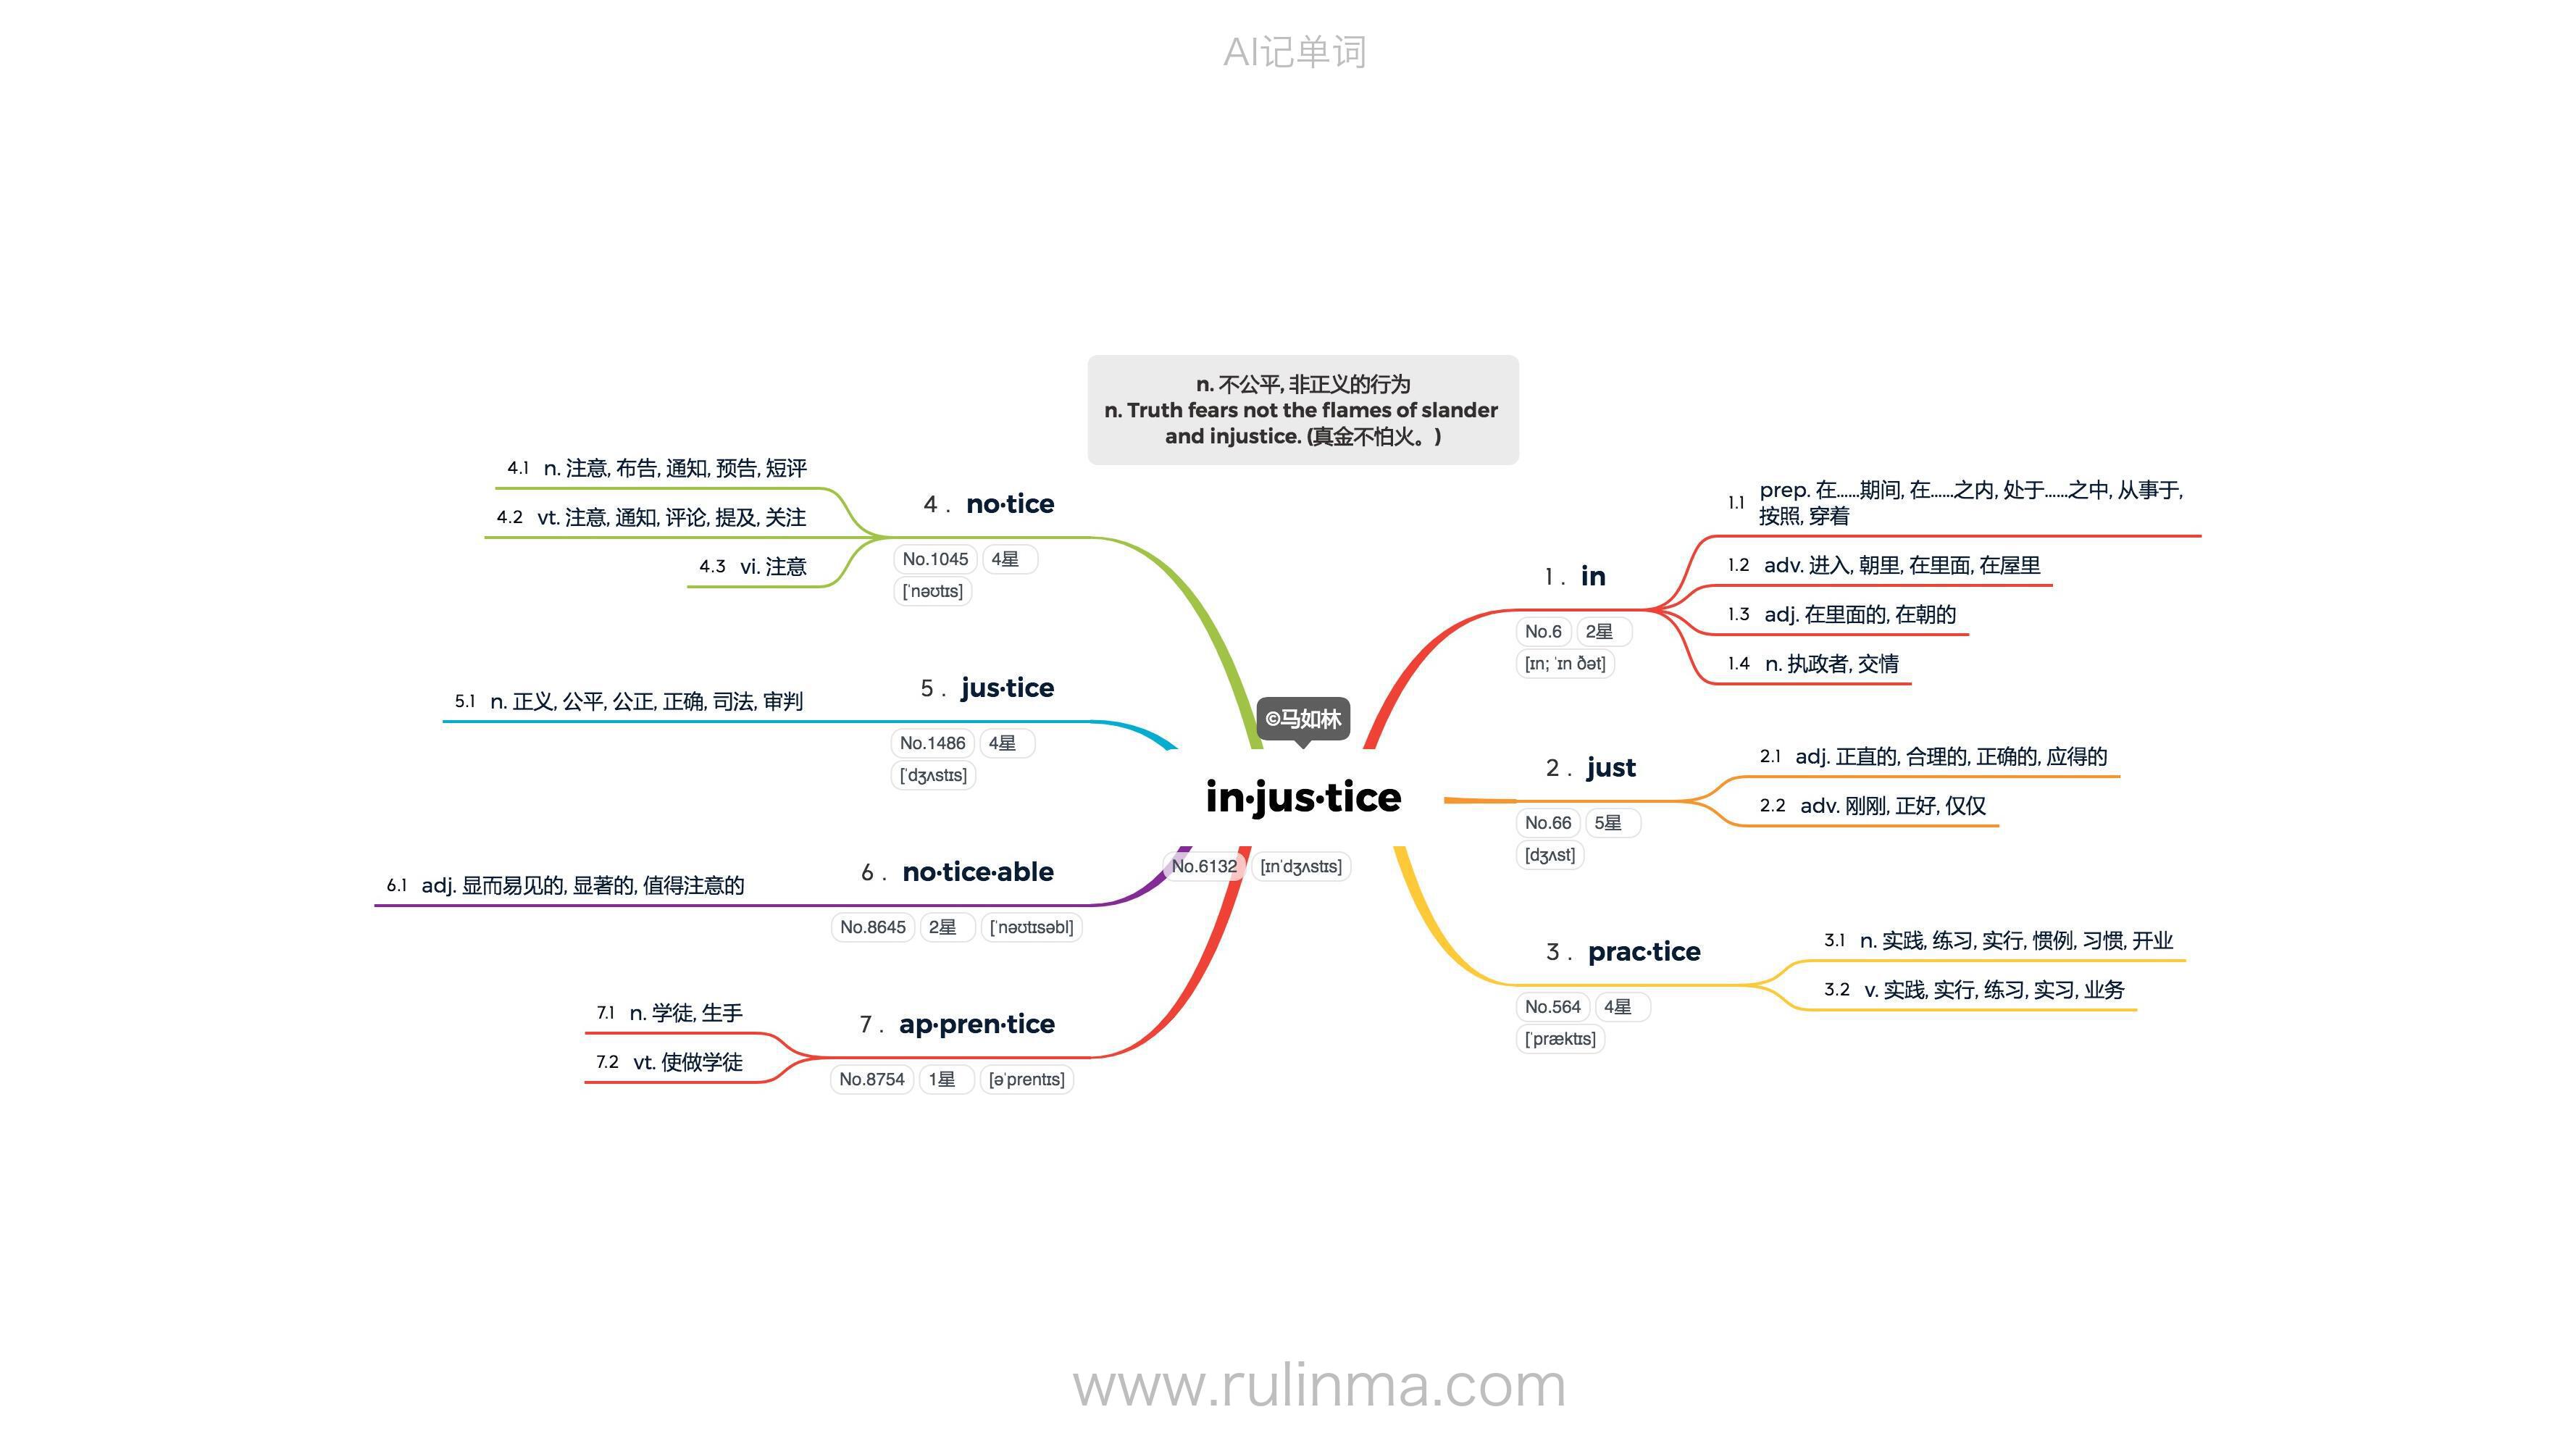 AI记单词
n. 不公平, 非正义的行为
n. Truth fears not the flames of slander
and injustice. (真金不怕火。)
©马如林
in·jus·tice
No.6132 [ɪnˈdʒʌstɪs]
1 . in
No.6 2星
[ɪn; ˈɪn ðət]
1.1 prep. 在……期间, 在……之内, 处于……之中, 从事于,
按照, 穿着
1.2 adv. 进入, 朝里, 在里面, 在屋里
1.3 adj. 在里面的, 在朝的
1.4 n. 执政者, 交情
2 . just
No.66 5星
[dʒʌst]
2.1 adj. 正直的, 合理的, 正确的, 应得的
2.2 adv. 刚刚, 正好, 仅仅
3 . prac·tice
No.564 4星
[ˈpræktɪs]
3.1 n. 实践, 练习, 实行, 惯例, 习惯, 开业
3.2 v. 实践, 实行, 练习, 实习, 业务
4 . no·tice
No.1045 4星
[ˈnəʊtɪs]
4.1 n. 注意, 布告, 通知, 预告, 短评
4.2 vt. 注意, 通知, 评论, 提及, 关注
4.3 vi. 注意
5 . jus·tice
No.1486 4星
[ˈdʒʌstɪs]
5.1 n. 正义, 公平, 公正, 正确, 司法, 审判
6 . no·tice·able
No.8645 2星 [ˈnəʊtɪsəbl]
6.1 adj. 显而易见的, 显著的, 值得注意的
7 . ap·pren·tice
No.8754 1星 [əˈprentɪs]
7.1 n. 学徒, 生手
7.2 vt. 使做学徒
www.rulinma.com